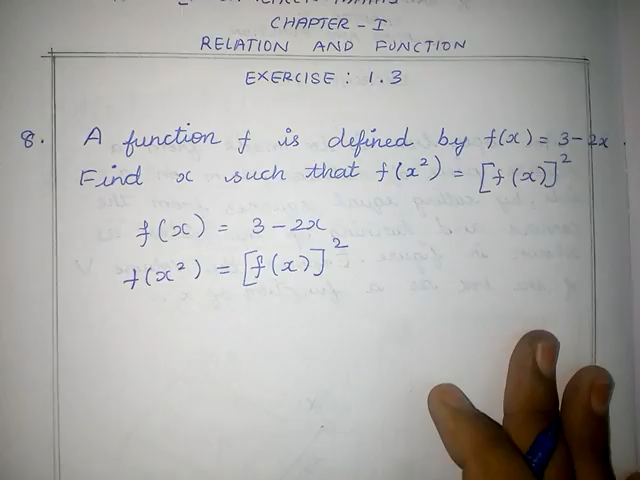 CHAPTER - I
RELATION AND FUNCTION
EXERCISE : 1.3
8. A function f is defined by f(x) = 3 - 2x.
Find x such that f(x²) = [f(x)]²
f(x) = 3 - 2x
f(x²) = [f(x)]²